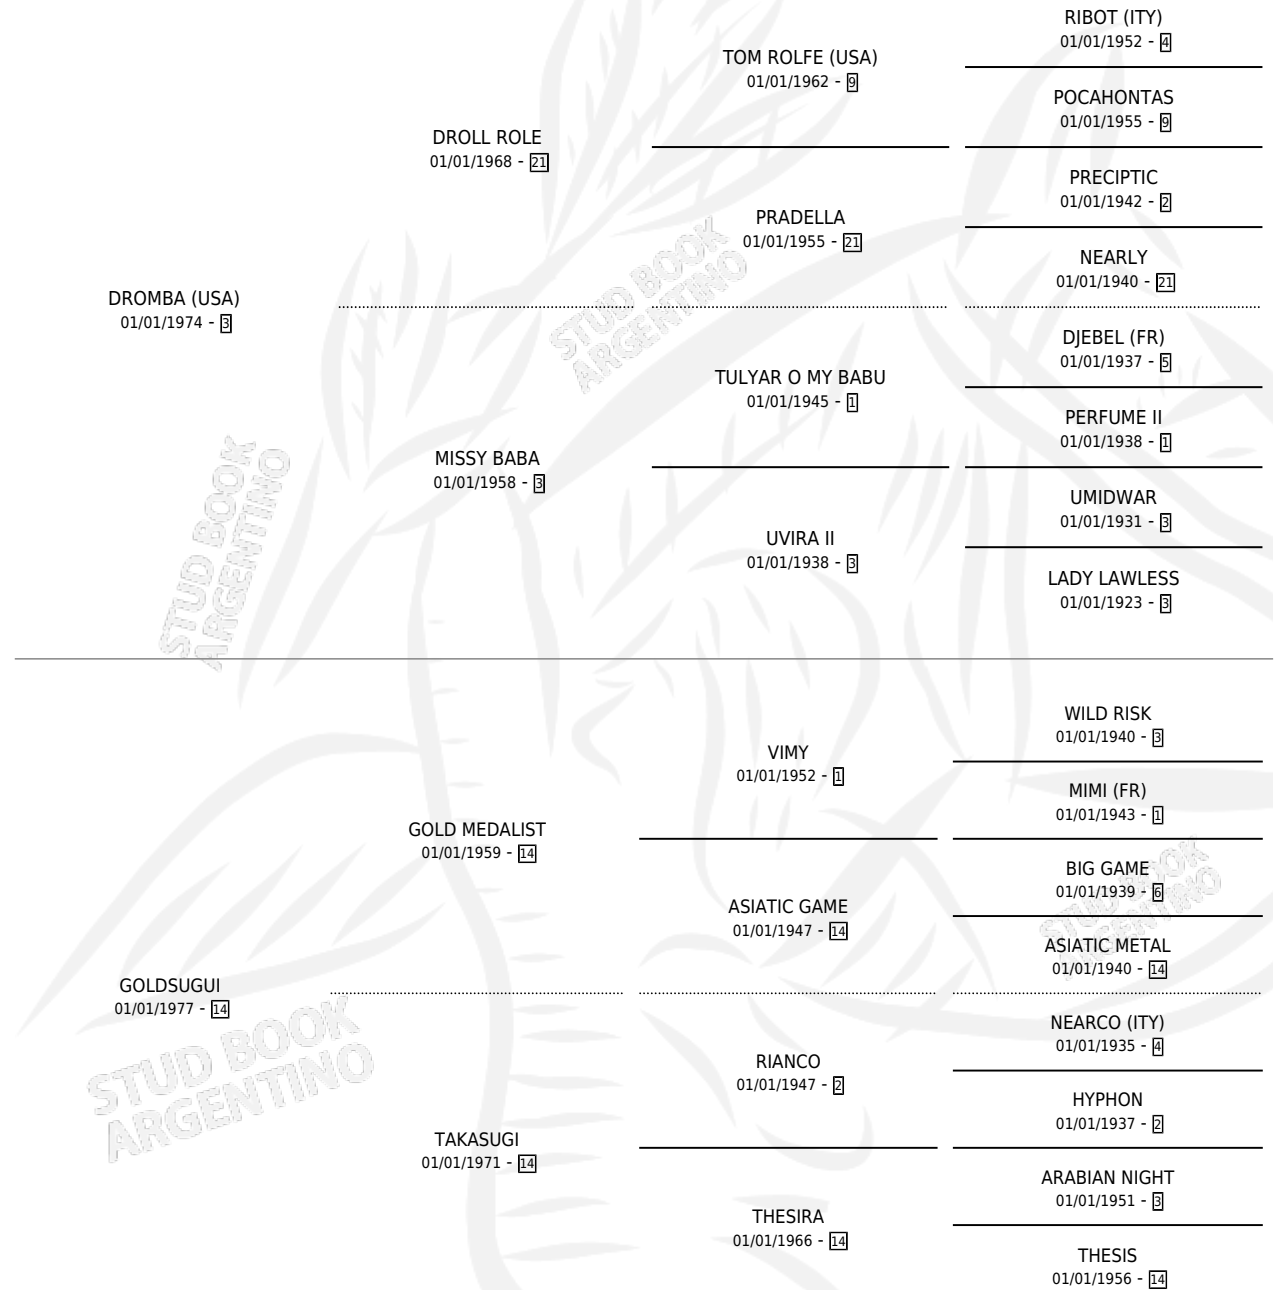 RIBOT (ITY)
01/01/1952 - 4
TOM ROLFE (USA)
01/01/1962 - 9
POCAHONTAS
01/01/1955 - 9
DROLL ROLE
01/01/1968 - 21
PRECIPTIC
01/01/1942 - 2
PRADELLA
01/01/1955 - 21
NEARLY
01/01/1940 - 21
DROMBA (USA)
01/01/1974 - 3
STUD BOOK
ARGENTINO
DJEBEL (FR)
01/01/1937 - 5
TULYAR O MY BABU
01/01/1945 - 1
PERFUME II
01/01/1938 - 1
MISSY BABA
01/01/1958 - 3
UMIDWAR
01/01/1931 - 3
UVIRA II
01/01/1938 - 3
LADY LAWLESS
01/01/1923 - 3
STUD BOOK
ARGENTINO
WILD RISK
01/01/1940 - 3
VIMY
01/01/1952 - 1
MIMI (FR)
01/01/1943 - 1
GOLD MEDALIST
01/01/1959 - 14
BIG GAME
01/01/1939 - 6
ASIATIC GAME
01/01/1947 - 14
STUD BOOK
ARGENTINO
ASIATIC METAL
01/01/1940 - 14
GOLDSUGUI
01/01/1977 - 14
NEARCO (ITY)
01/01/1935 - 4
RIANCO
01/01/1947 - 2
STUD BOOK
ARGENTINO
HYPHON
01/01/1937 - 2
TAKASUGI
01/01/1971 - 14
ARABIAN NIGHT
01/01/1951 - 3
THESIRA
01/01/1966 - 14
THESIS
01/01/1956 - 14